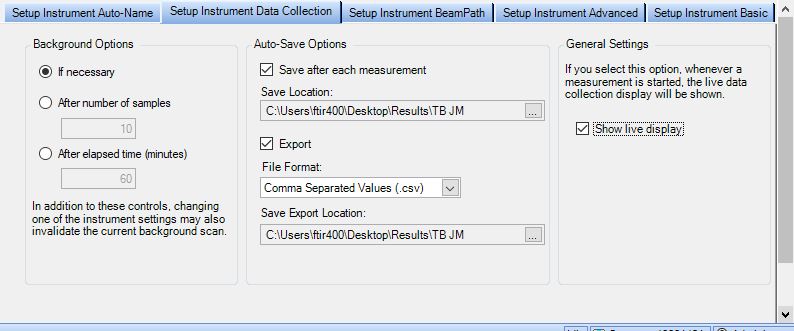 Setup Instrument Auto-Name
Setup Instrument Data Collection
Setup Instrument BeamPath
Setup Instrument Advanced
Setup Instrument Basic
Background Options
If necessary
After number of samples
10
After elapsed time (minutes)
60
In addition to these controls, changing
one of the instrument settings may also
invalidate the current background scan.
Auto-Save Options
Save after each measurement
Save Location:
C:\Users\ftir400\Desktop\Results\TB JM
...
Export
File Format:
Comma Separated Values (.csv)
Save Export Location:
C:\Users\ftir400\Desktop\Results\TB JM
...
General Settings
If you select this option, whenever a
measurement is started, the live data
collection display will be shown.
Show live display